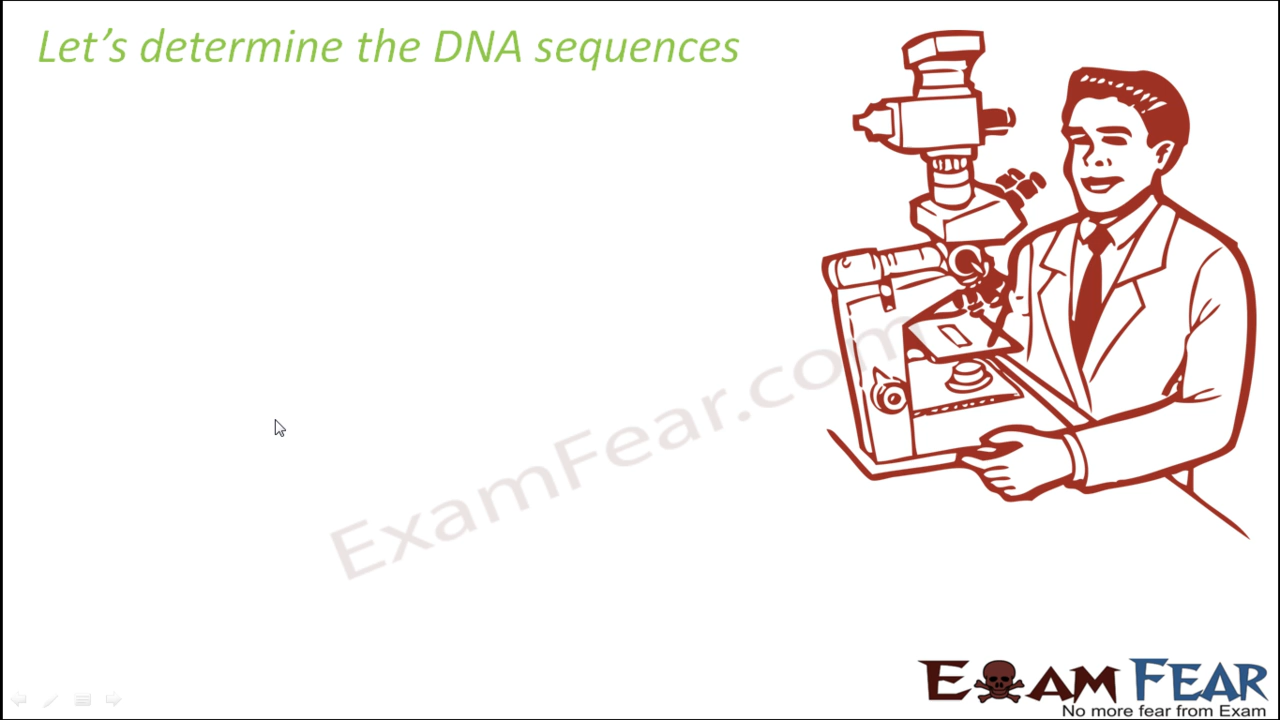 Let's determine the DNA sequences
ExamFear.com
EXAM FEAR
No more fear from Exam